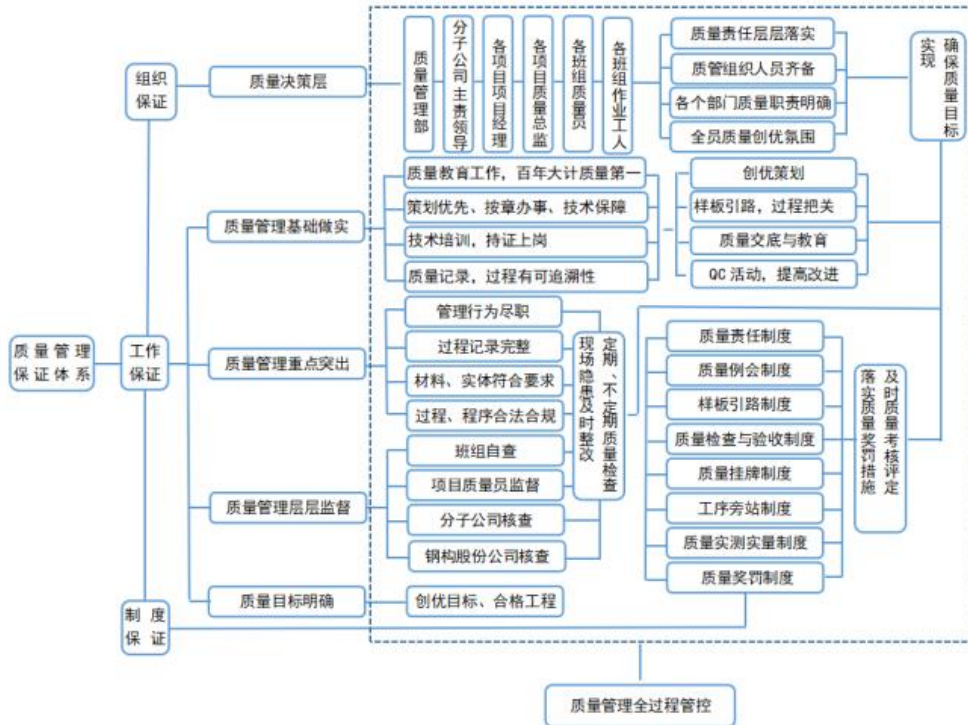 质量管理
保证体系
组织
保证
工作
保证
制度
保证
质量决策层
质量管理部
分子公司主责领导
各项目项目经理
各项目质量总监
各班组质量员
各班组作业工人
质量责任层层落实
质管组织人员齐备
各个部门质量职责明确
全员质量创优氛围
确保质量目标
实现
质量管理基础做实
质量教育工作，百年大计质量第一
策划优先、按章办事、技术保障
技术培训，持证上岗
质量记录，过程有可追溯性
创优策划
样板引路，过程把关
质量交底与教育
QC 活动，提高改进
质量管理重点突出
管理行为尽职
过程记录完整
材料、实体符合要求
过程、程序合法合规
质量管理层层监督
班组自查
项目质量员监督
分子公司核查
钢构股份公司核查
定期、不定期质量检查
现场隐患及时整改
质量责任制度
质量例会制度
样板引路制度
质量检查与验收制度
质量挂牌制度
工序旁站制度
质量实测实量制度
质量奖罚制度
及时质量考核评定
落实质量奖罚措施
质量目标明确
创优目标、合格工程
质量管理全过程管控